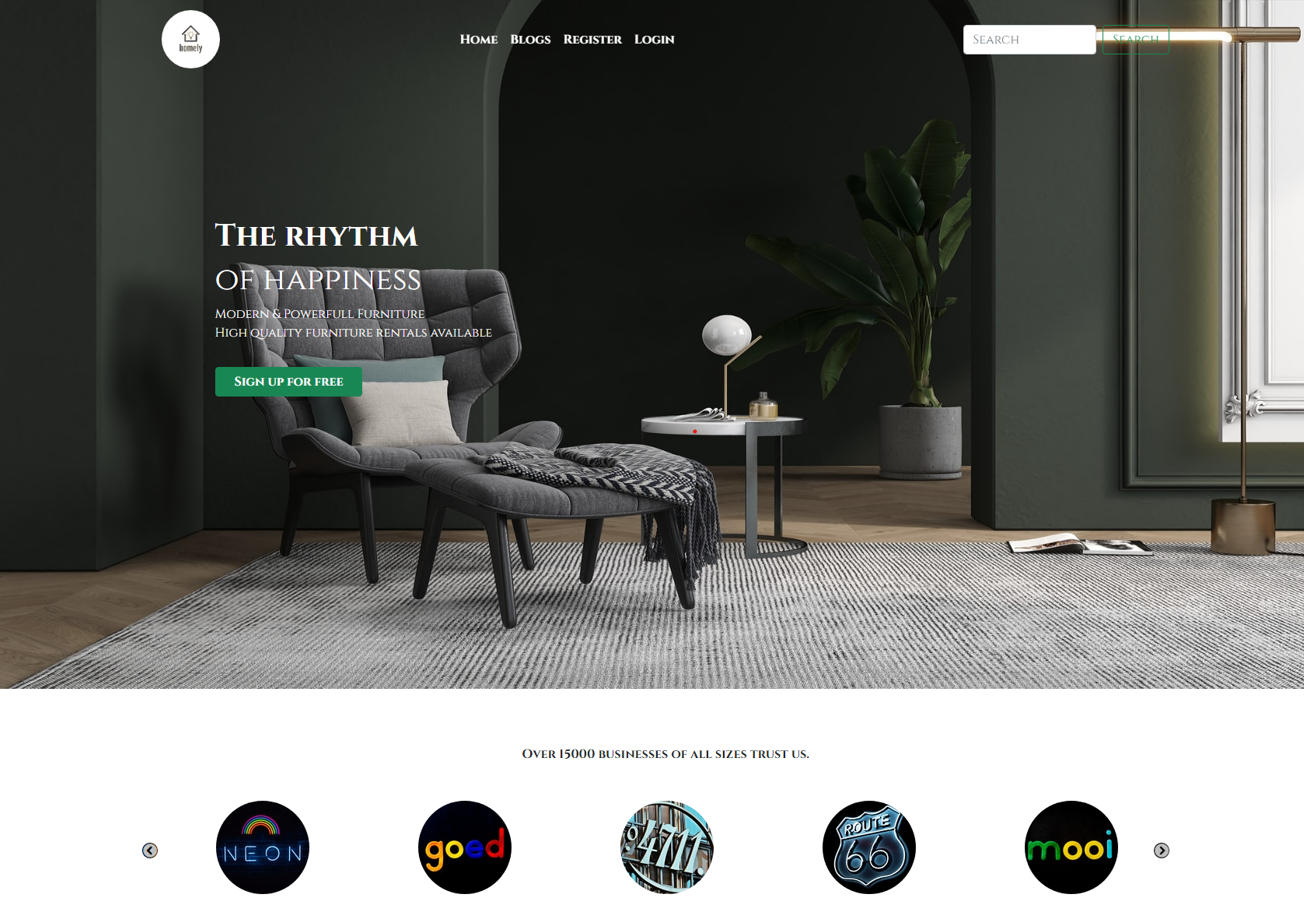 homely
Home Blogs Register Login
Search Search
The rhythm
of happiness
Modern & Powerfull Furniture
High quality furniture rentals available
Sign up for free
Over 15000 businesses of all sizes trust us.
NEON
goed
4711
ROUTE
66
mooi